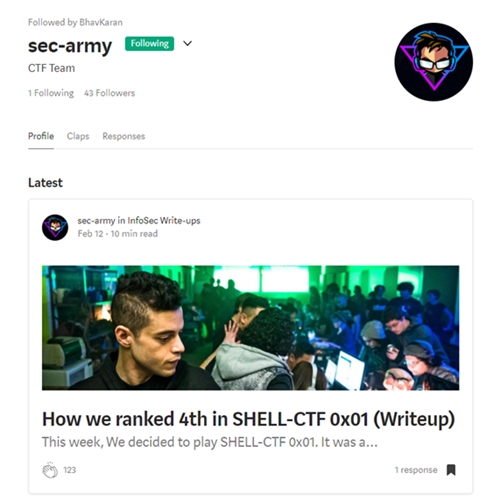 Followed by BhavKaran
sec-army Following
CTF Team
1 Following 43 Followers
Profile Claps Responses
Latest
sec-army in InfoSec Write-ups
Feb 12 · 10 min read
How we ranked 4th in SHELL-CTF 0x01 (Writeup)
This week, We decided to play SHELL-CTF 0x01. It was a...
123 1 response